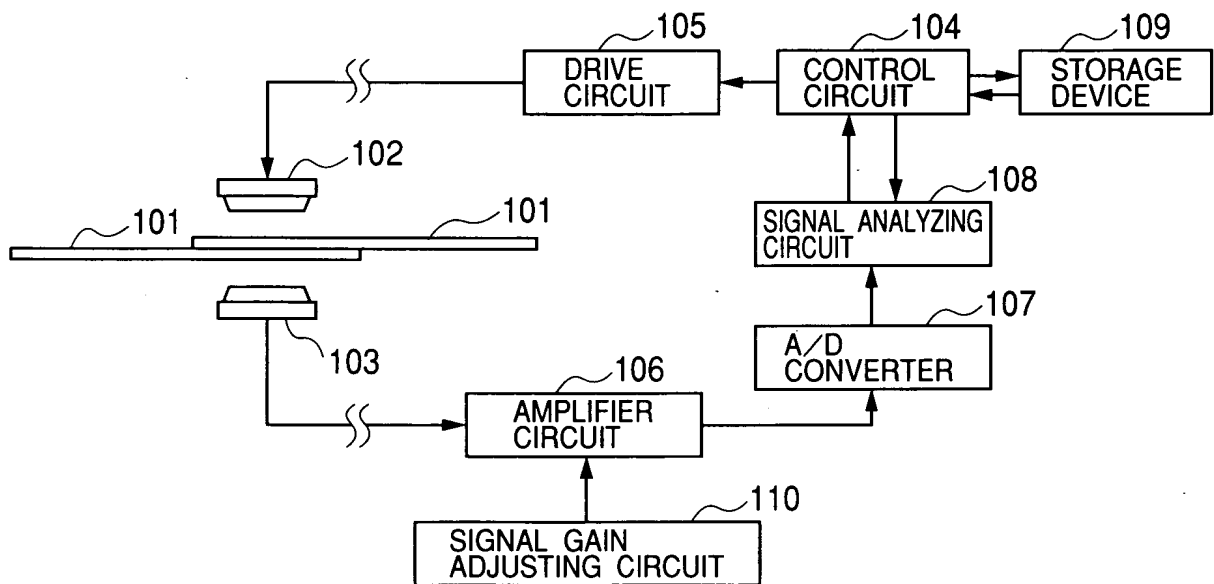 105
104
109
DRIVE
CIRCUIT
CONTROL
CIRCUIT
STORAGE
DEVICE
102
101
101
108
SIGNAL ANALYZING
CIRCUIT
103
107
A/D
CONVERTER
106
AMPLIFIER
CIRCUIT
110
SIGNAL GAIN
ADJUSTING CIRCUIT